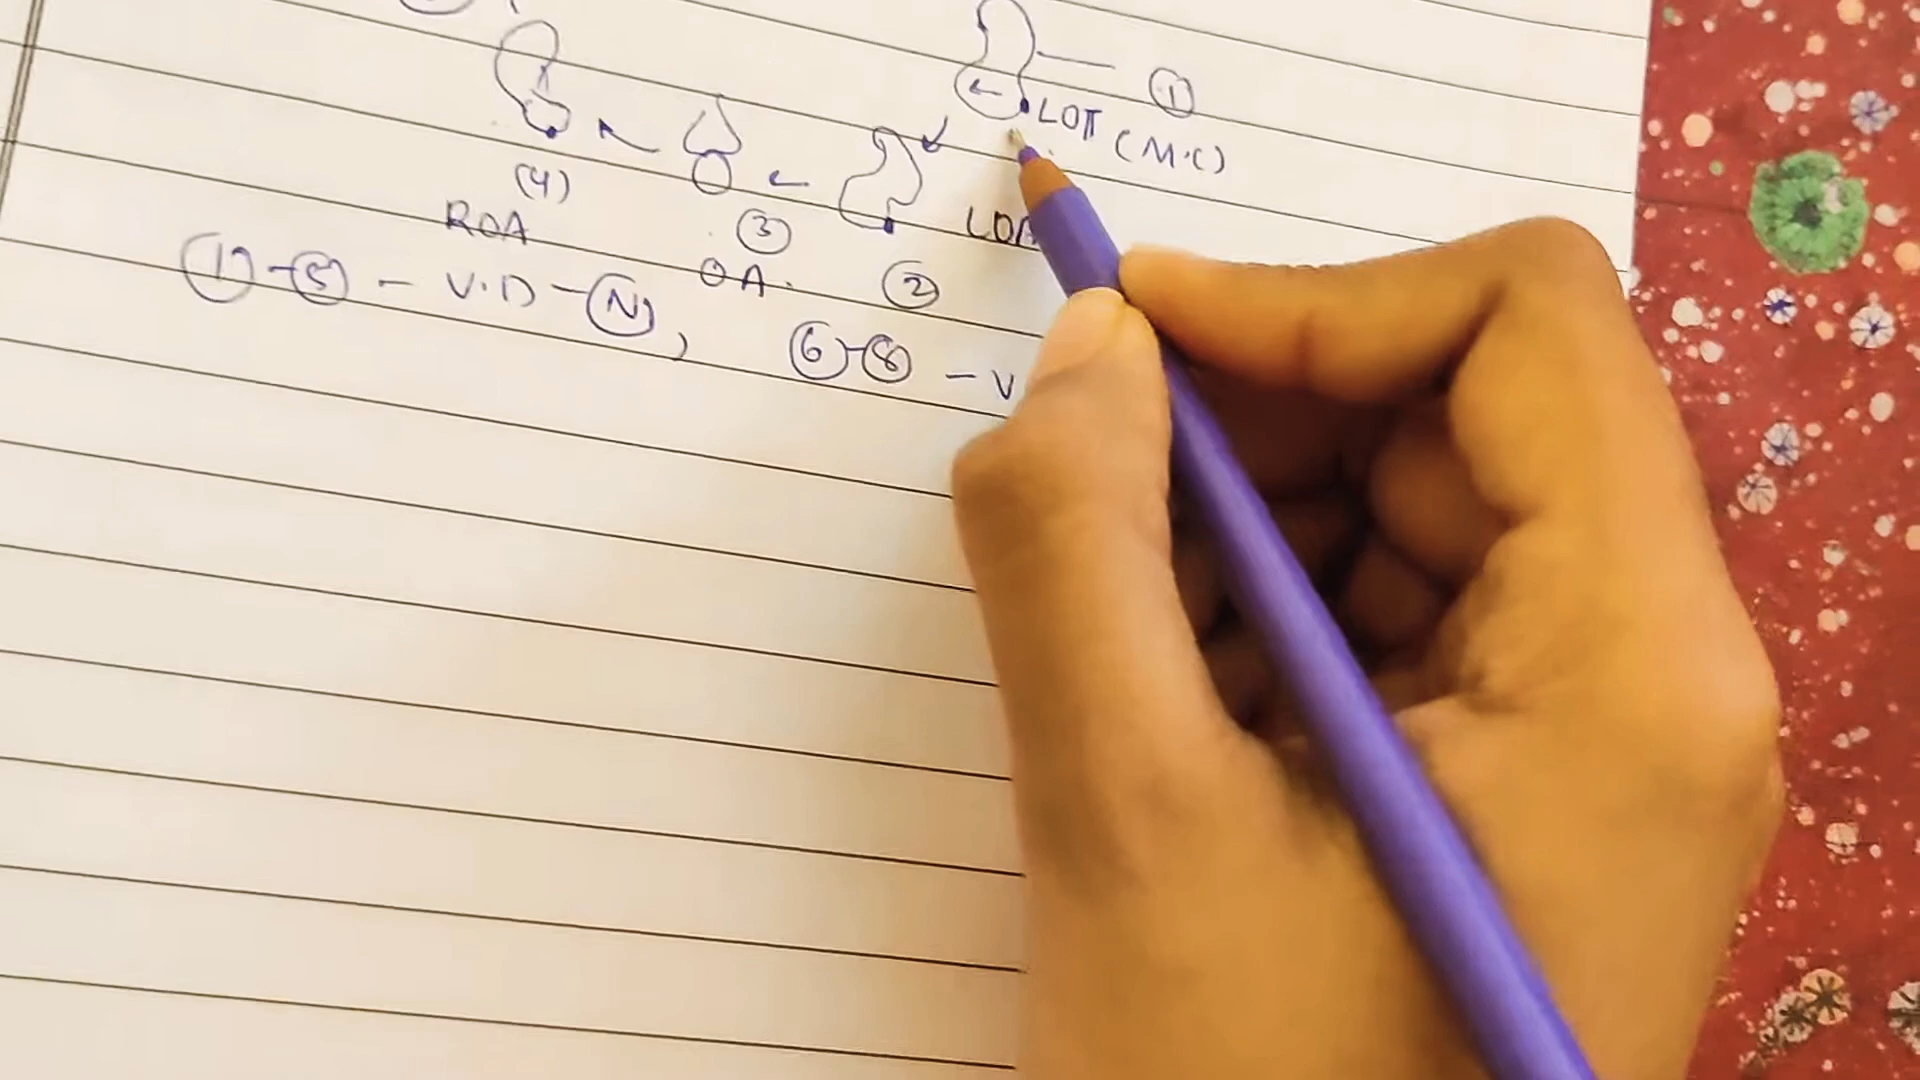 ①
LOT (M.C)
(4)
ROA
③
LOA
OA.
②
① - ⑤ - V.D - Ⓝ, ⑥ - ⑧ - V